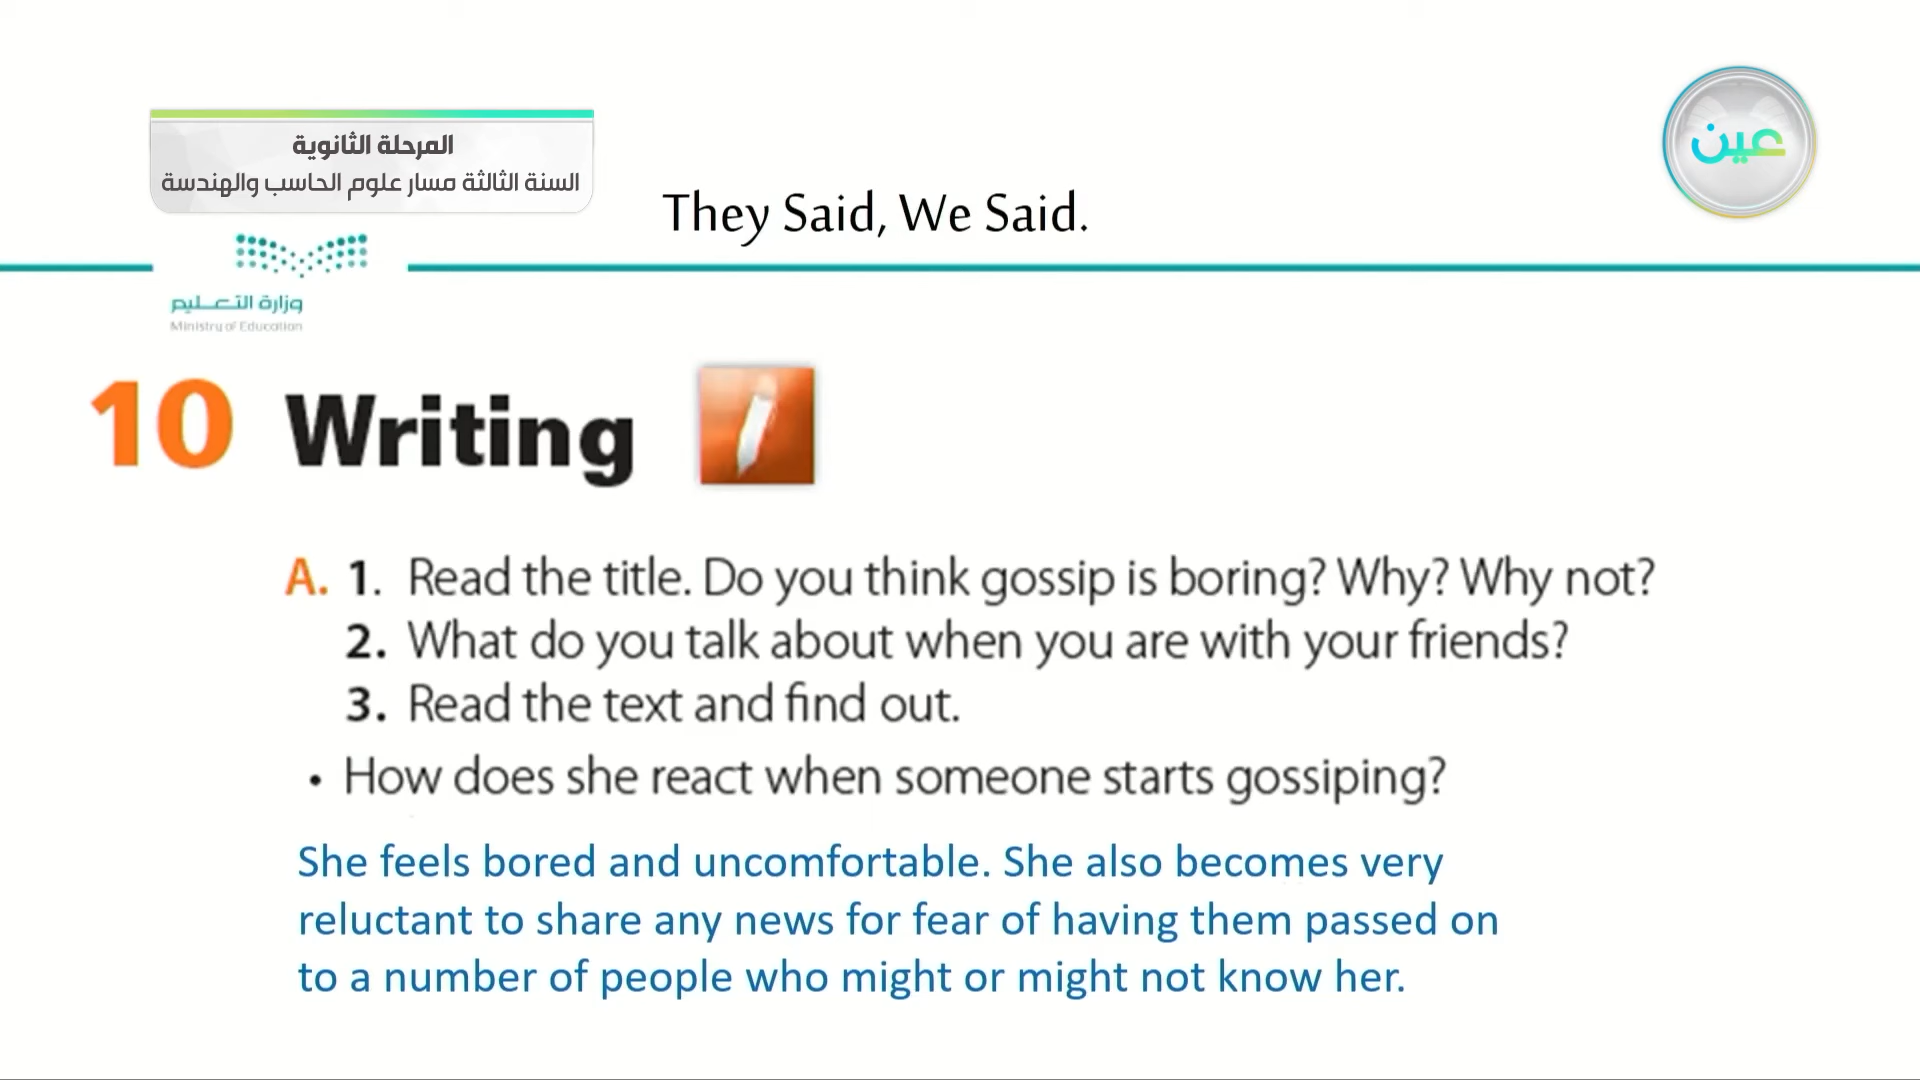 المرحلة الثانوية
السنة الثالثة مسار علوم الحاسب والهندسة
عين
They Said, We Said.
وزارة التعليم
Ministry of Education
10 Writing
A. 1. Read the title. Do you think gossip is boring? Why? Why not?
2. What do you talk about when you are with your friends?
3. Read the text and find out.
• How does she react when someone starts gossiping?
She feels bored and uncomfortable. She also becomes very
reluctant to share any news for fear of having them passed on
to a number of people who might or might not know her.